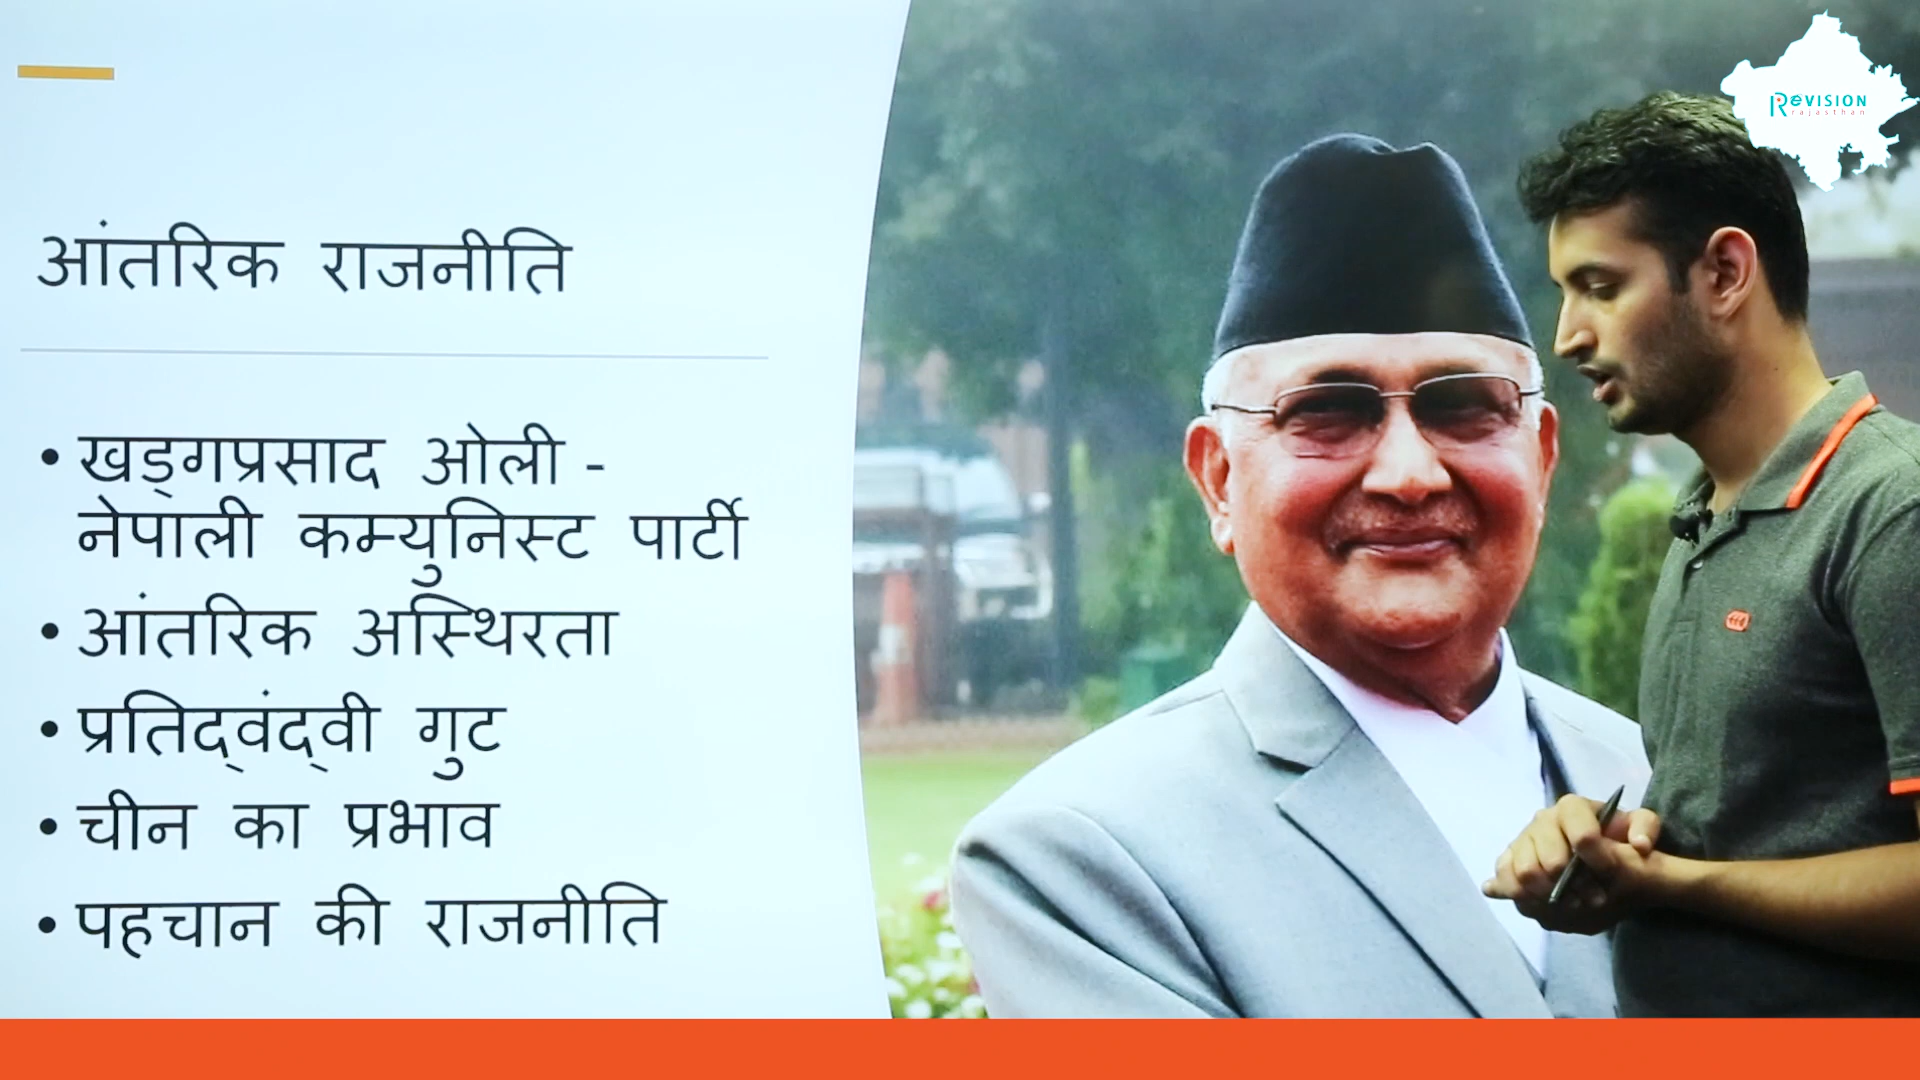 आंतरिक राजनीति
• खड्गप्रसाद ओली -
नेपाली कम्युनिस्ट पार्टी
• आंतरिक अस्थिरता
• प्रतिद्वंद्वी गुट
• चीन का प्रभाव
• पहचान की राजनीति
ReVISION
rajasthan